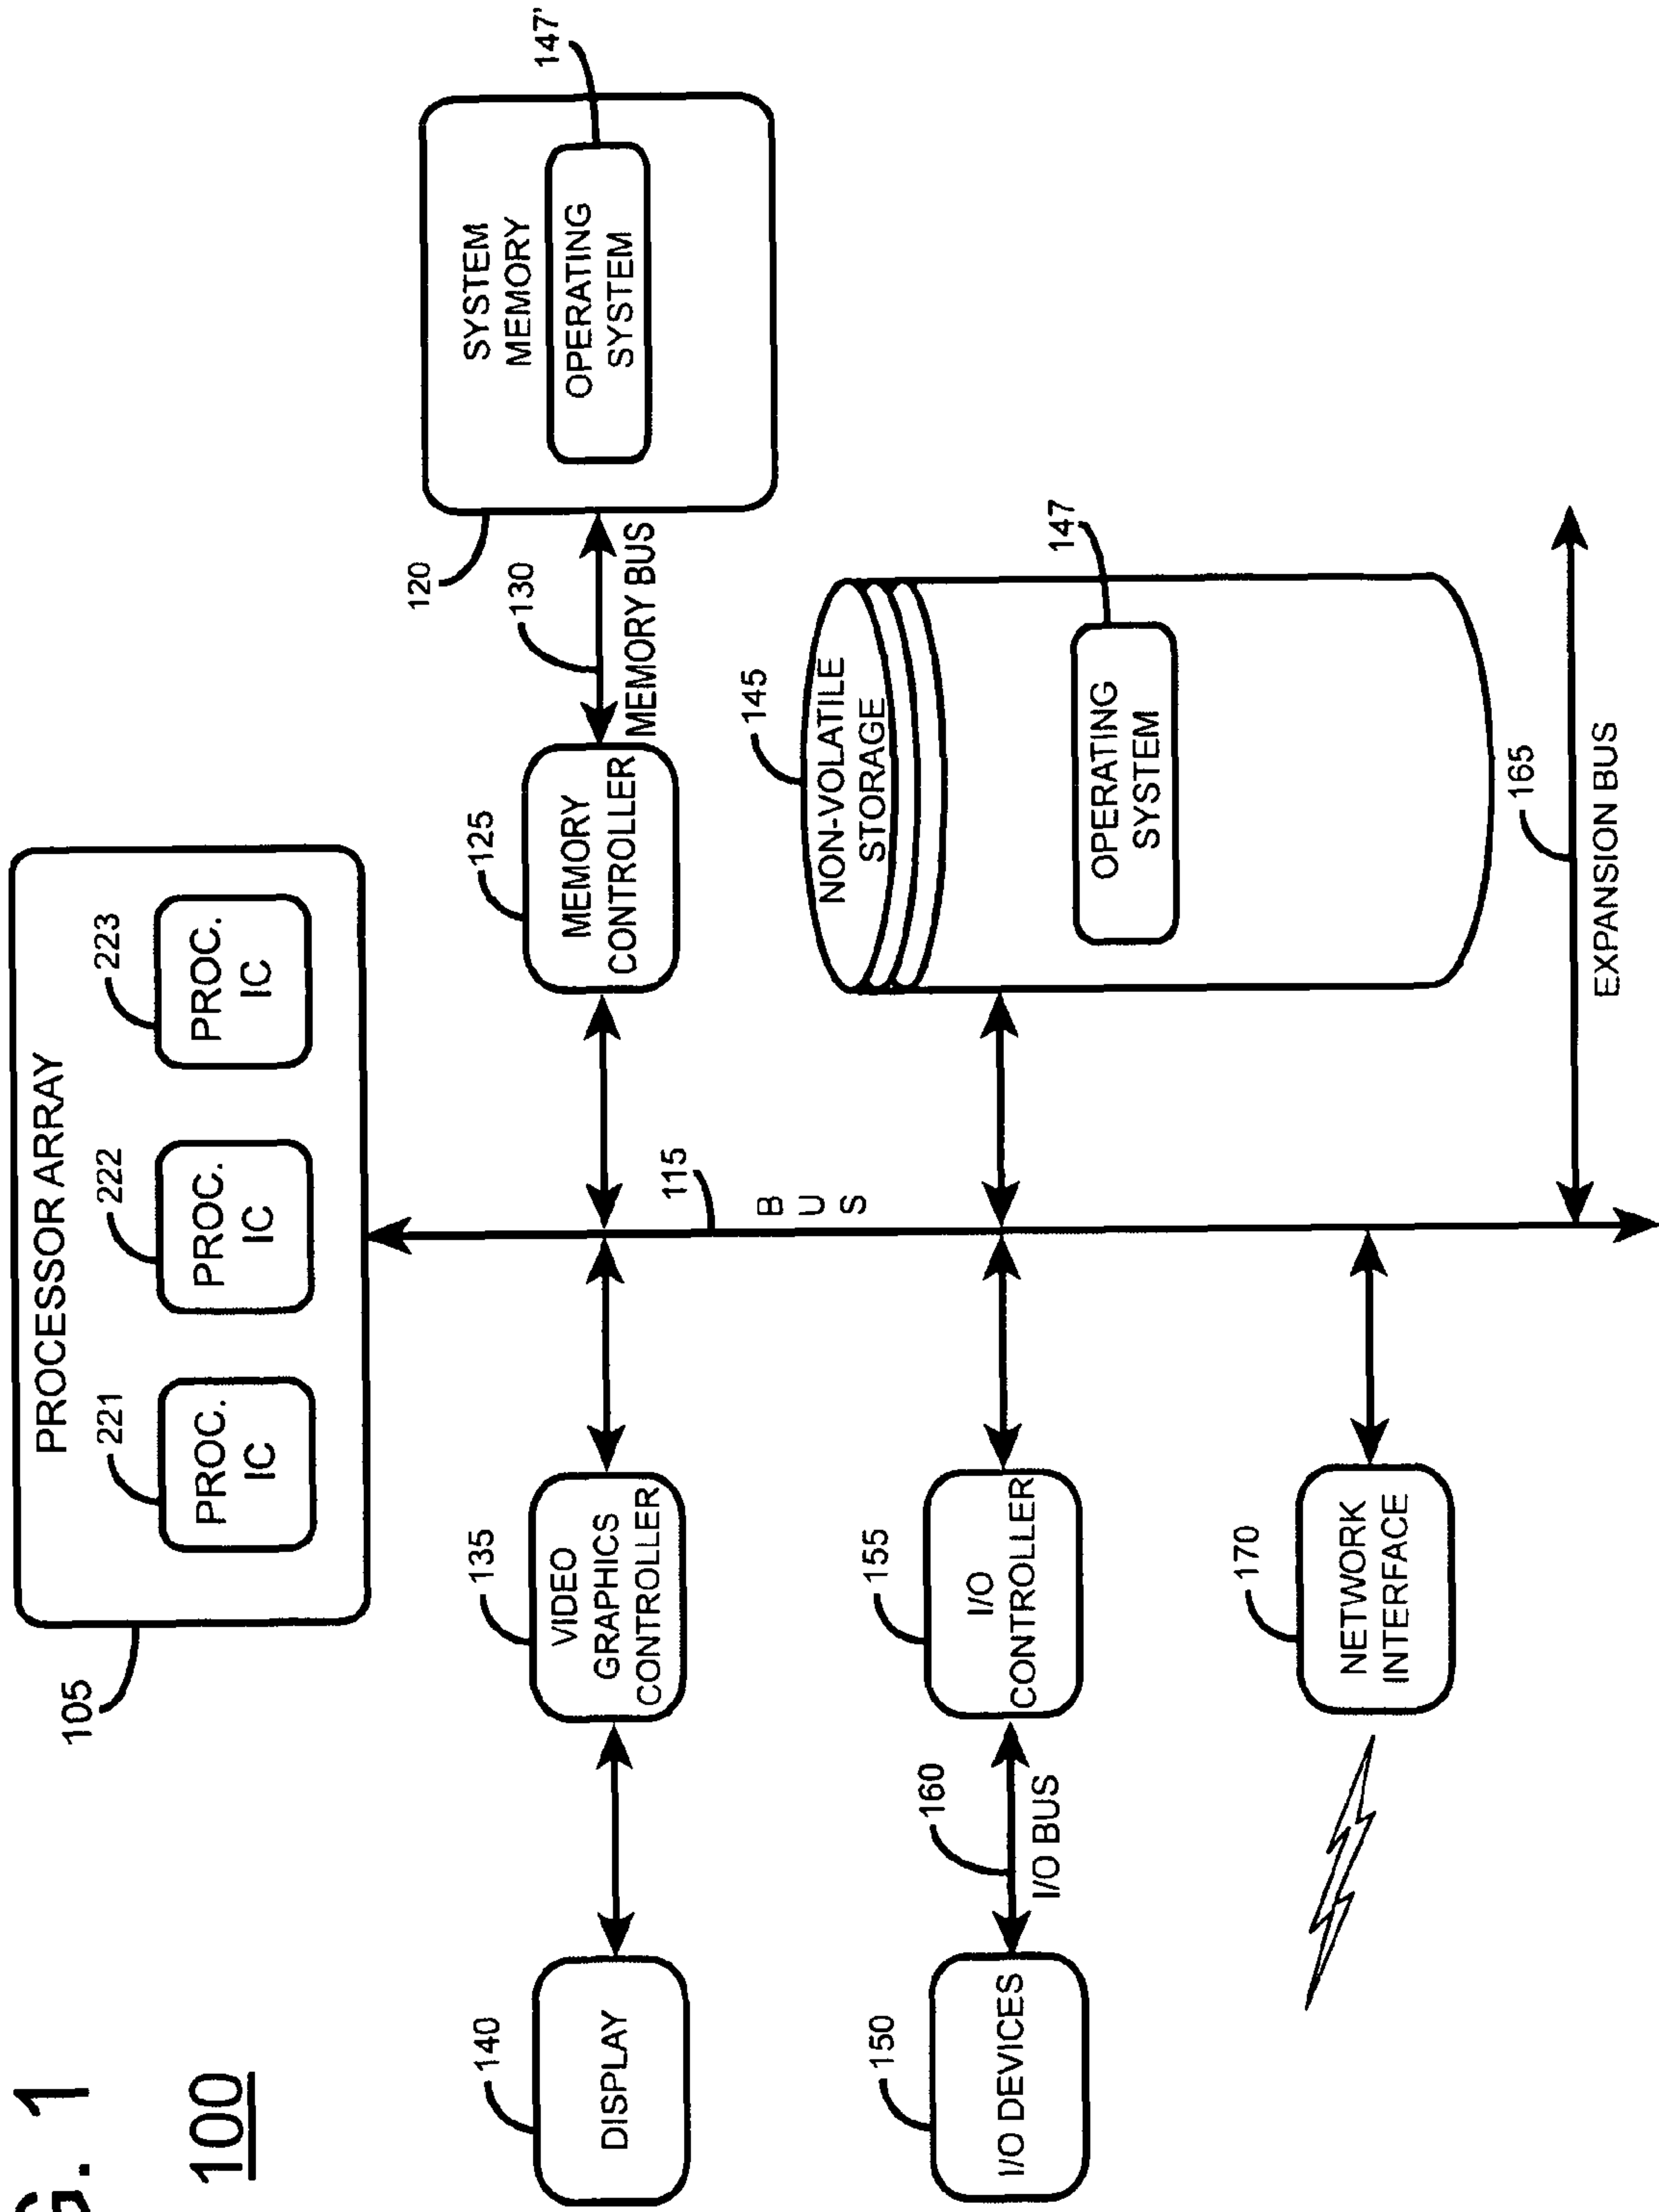 G. 1
100
PROCESSOR ARRAY
105
221
222
223
PROC.
IC
PROC.
IC
PROC.
IC
140
DISPLAY
135
VIDEO
GRAPHICS
CONTROLLER
125
MEMORY
CONTROLLER
130
MEMORY BUS
120
SYSTEM
MEMORY
OPERATING
SYSTEM
147'
115
BUS
150
I/O DEVICES
160
I/O BUS
155
I/O
CONTROLLER
145
NON-VOLATILE
STORAGE
OPERATING
SYSTEM
147
170
NETWORK
INTERFACE
165
EXPANSION BUS